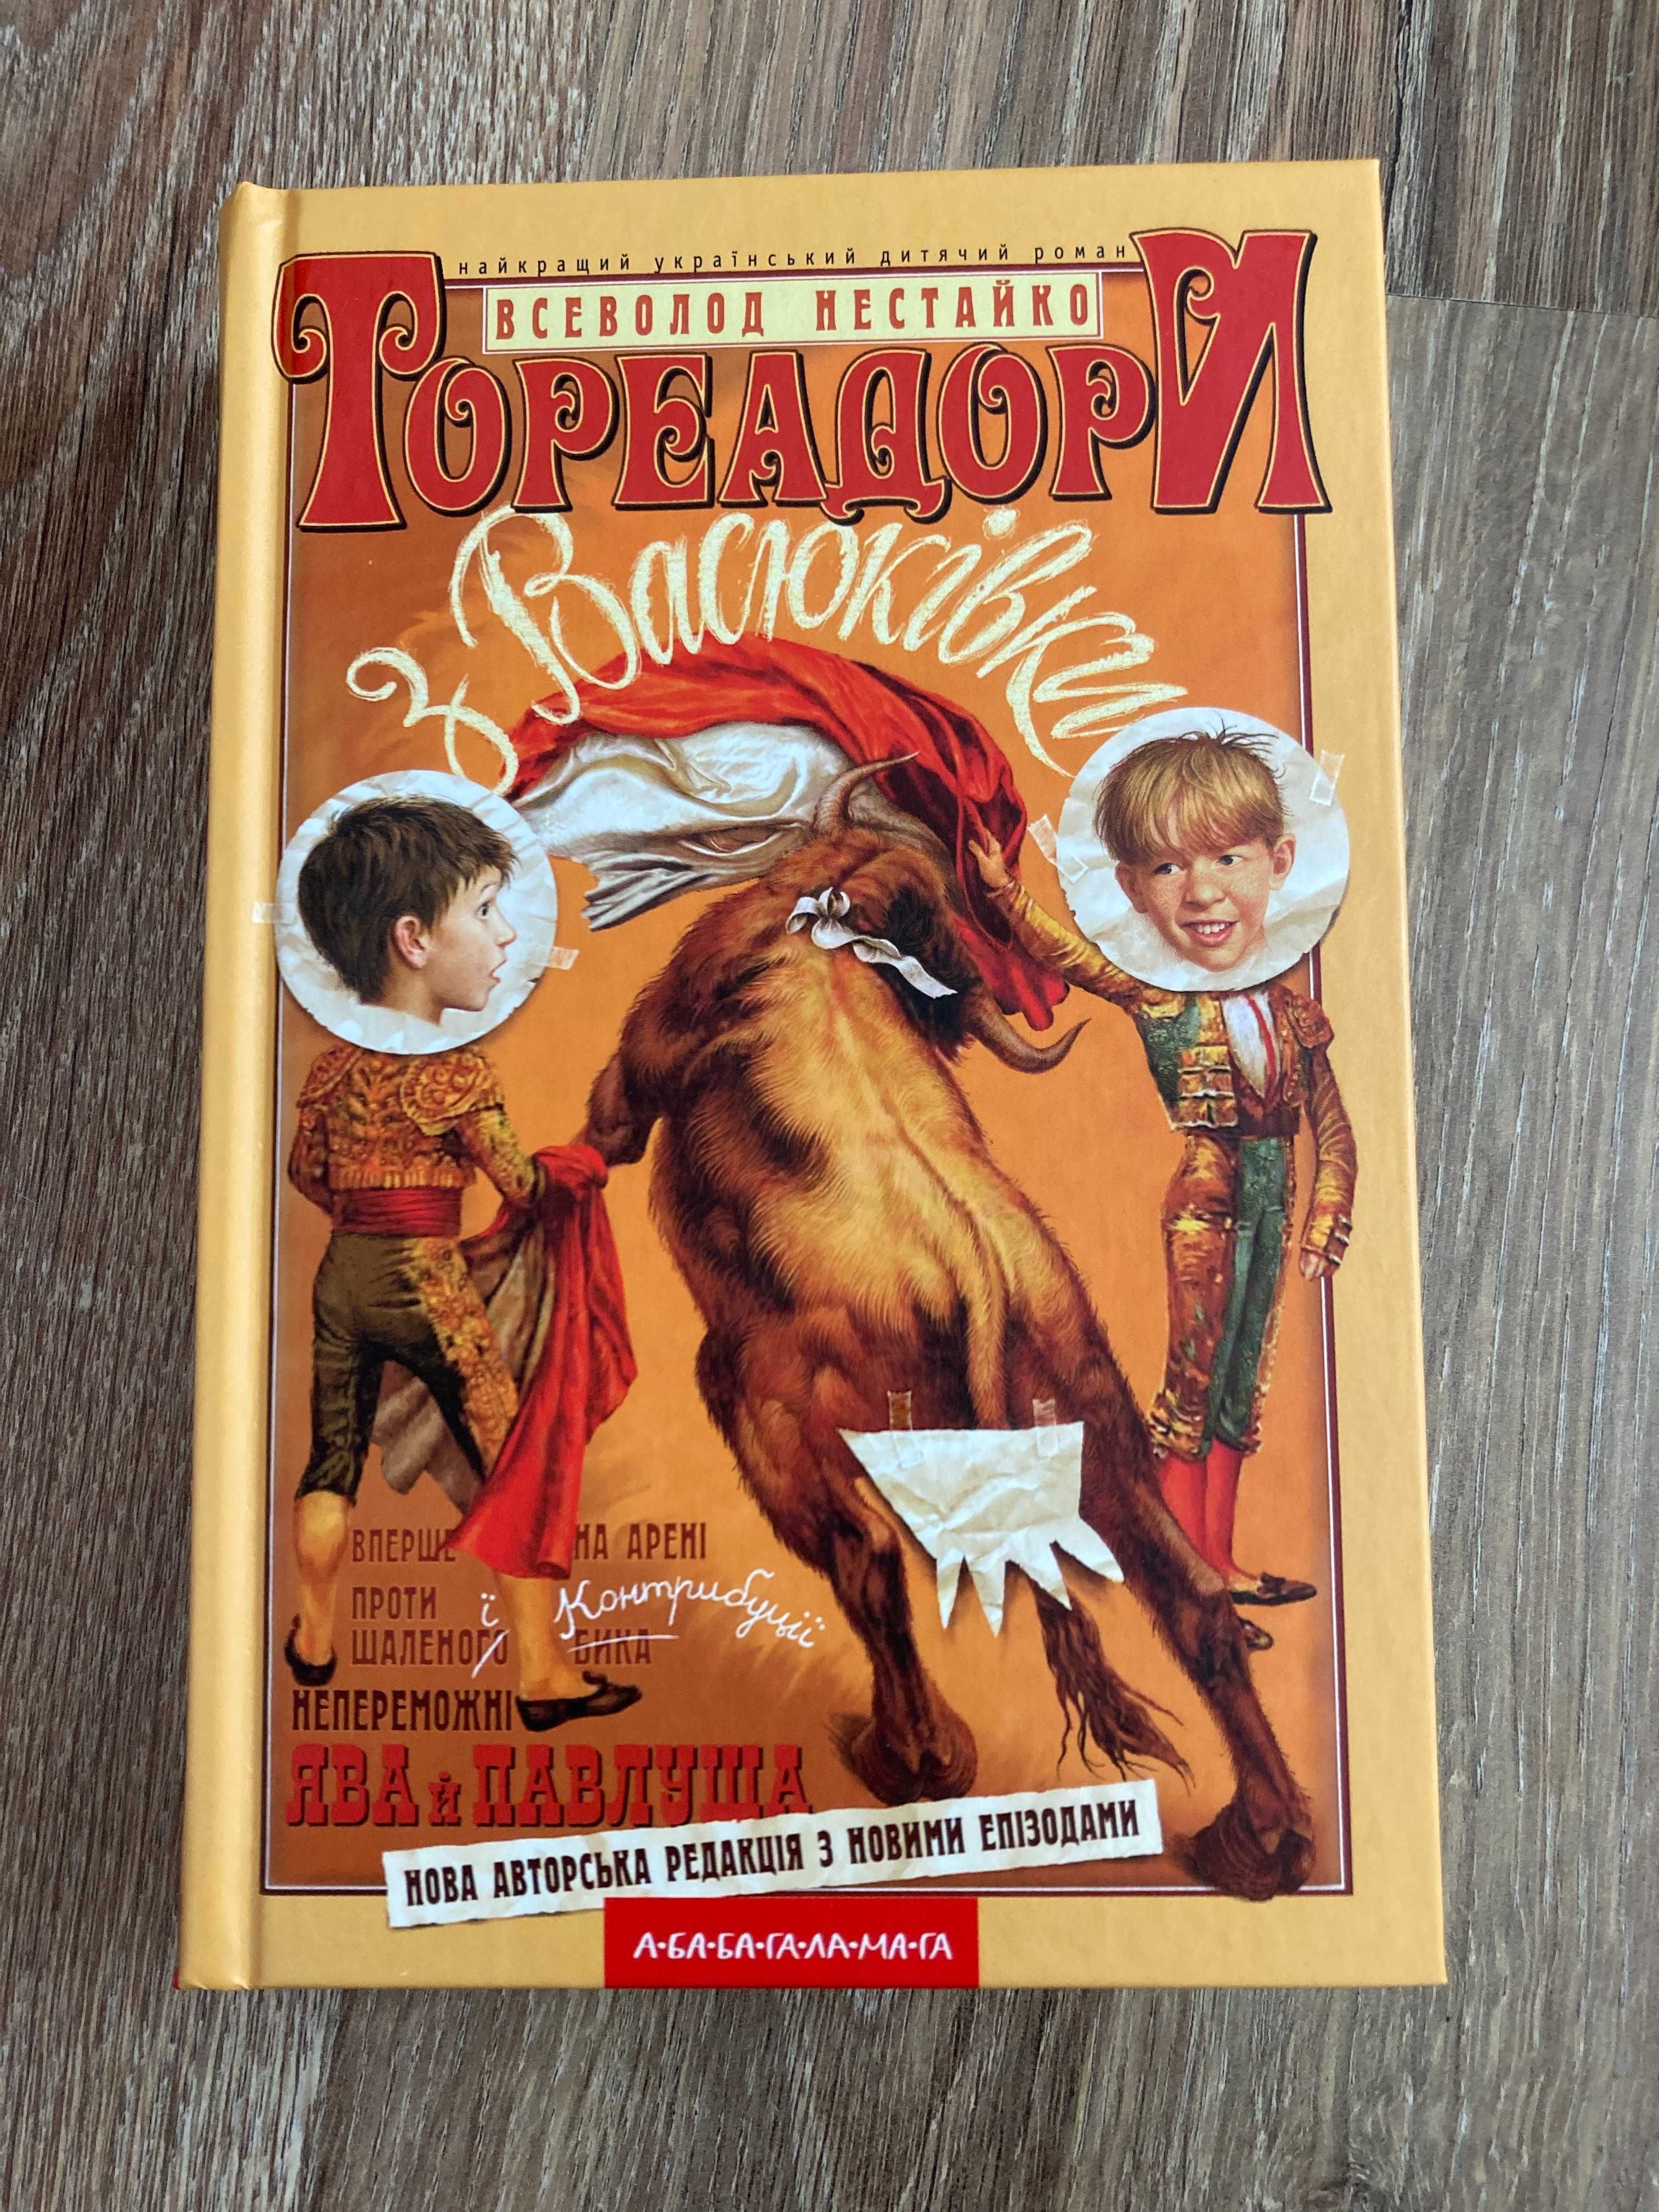 найкращий український дитячий роман
ВСЕВОЛОД НЕСТАЙКО
ТОРЕАДОРИ
з Васюківки
ВПЕРШЕ НА АРЕНІ
ПРОТИ
ї Контрибуції
ШАЛЕНОГО БИКА
НЕПЕРЕМОЖНІ
ЯВА й ПАВЛУША
НОВА АВТОРСЬКА РЕДАКЦІЯ З НОВИМИ ЕПІЗОДАМИ
А·БА·БА·ГА·ЛА·МА·ГА